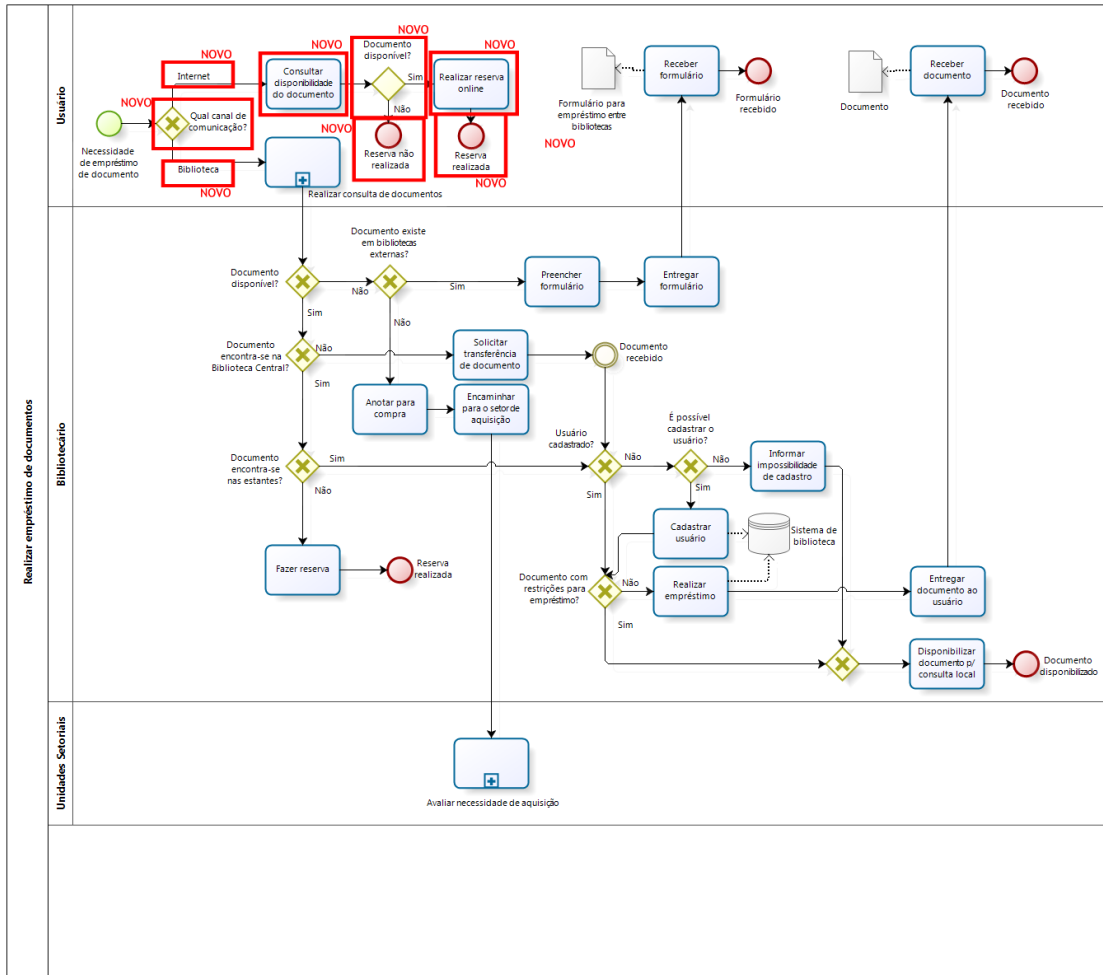 Realizar empréstimo de documentos
Usuário
NOVO
Internet
NOVO
Qual canal de
comunicação?
Necessidade
de empréstimo
de documento
Biblioteca
NOVO
NOVO
Consultar
disponibilidade
do documento
NOVO
Documento
disponível?
Sim
Não
NOVO
Realizar reserva
online
NOVO
Reserva não
realizada
Reserva
realizada
NOVO
Realizar consulta de documentos
Formulário para
empréstimo entre
bibliotecas
NOVO
Receber
formulário
Formulário
recebido
Documento
Receber
documento
Documento
recebido
Bibliotecário
Documento
disponível?
Não
Sim
Documento existe
em bibliotecas
externas?
Sim
Não
Preencher
formulário
Entregar
formulário
Documento
encontra-se na
Biblioteca Central?
Não
Sim
Solicitar
transferência
de documento
Documento
recebido
Anotar para
compra
Encaminhar
para o setor de
aquisição
Documento
encontra-se
nas estantes?
Sim
Não
Usuário
cadastrado?
Não
Sim
É possível
cadastrar o
usuário?
Não
Sim
Informar
impossibilidade
de cadastro
Cadastrar
usuário
Sistema de
biblioteca
Fazer reserva
Reserva
realizada
Documento com
restrições para
empréstimo?
Não
Sim
Realizar
empréstimo
Entregar
documento ao
usuário
Disponibilizar
documento p/
consulta local
Documento
disponibilizado
Unidades Setoriais
Avaliar necessidade de aquisição